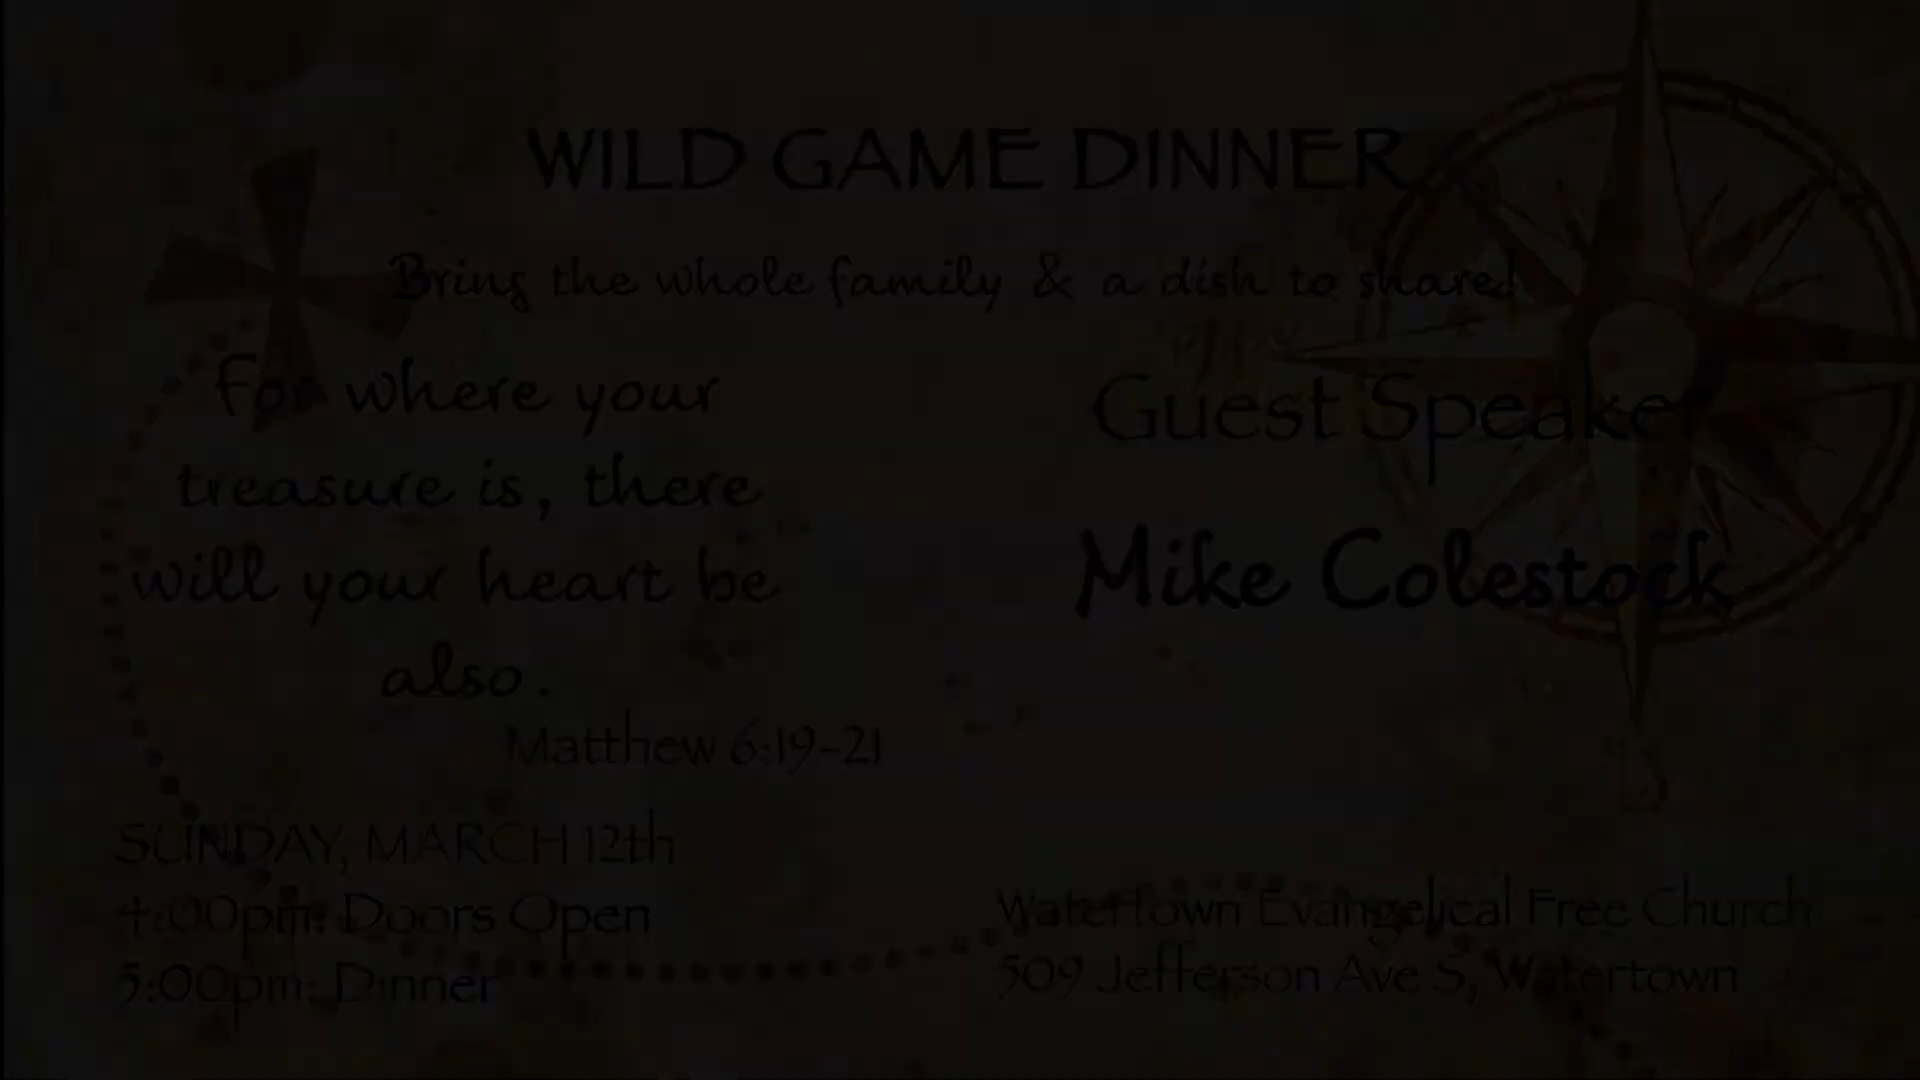 WILD GAME DINNER
Bring the whole family & a dish to share!
For where your
treasure is, there
will your heart be
also.
Matthew 6:19-21
Guest Speaker
Mike Colestock
SUNDAY, MARCH 12th
4:00pm: Doors Open
5:00pm: Dinner
Watertown Evangelical Free Church
509 Jefferson Ave S, Watertown